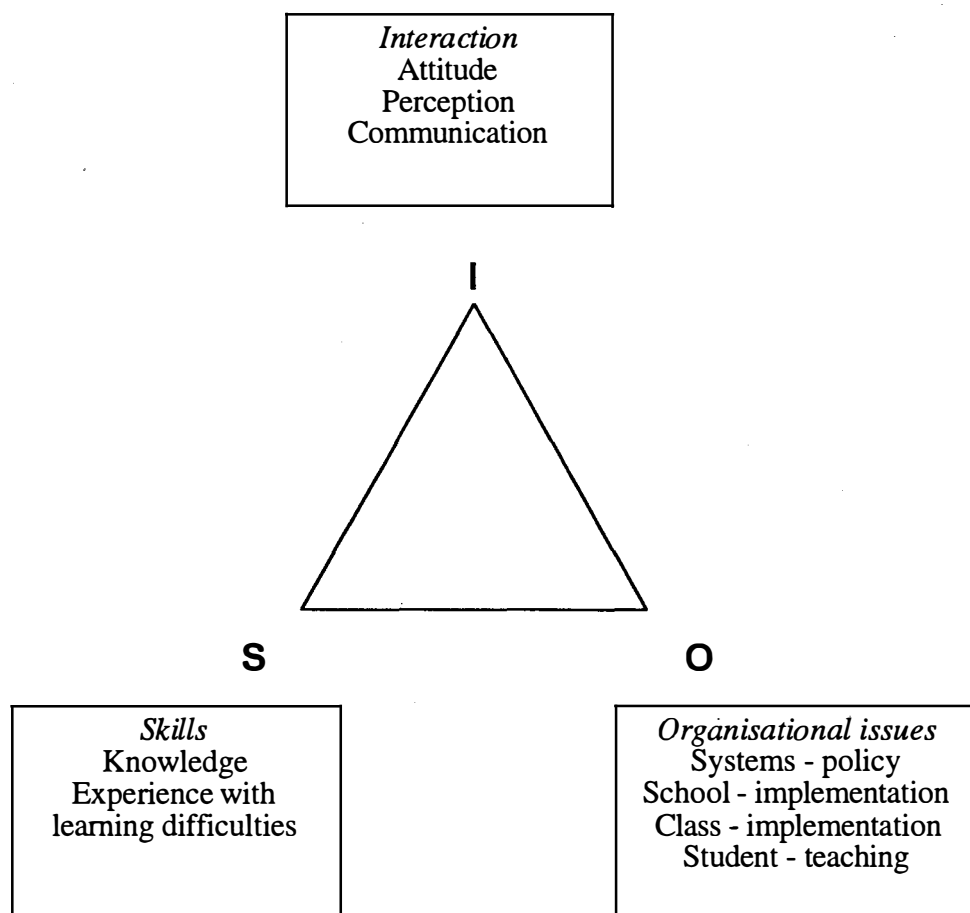 Interaction
Attitude
Perception
Communication
I
S
O
Skills
Knowledge
Experience with
learning difficulties
Organisational issues
Systems - policy
School - implementation
Class - implementation
Student - teaching